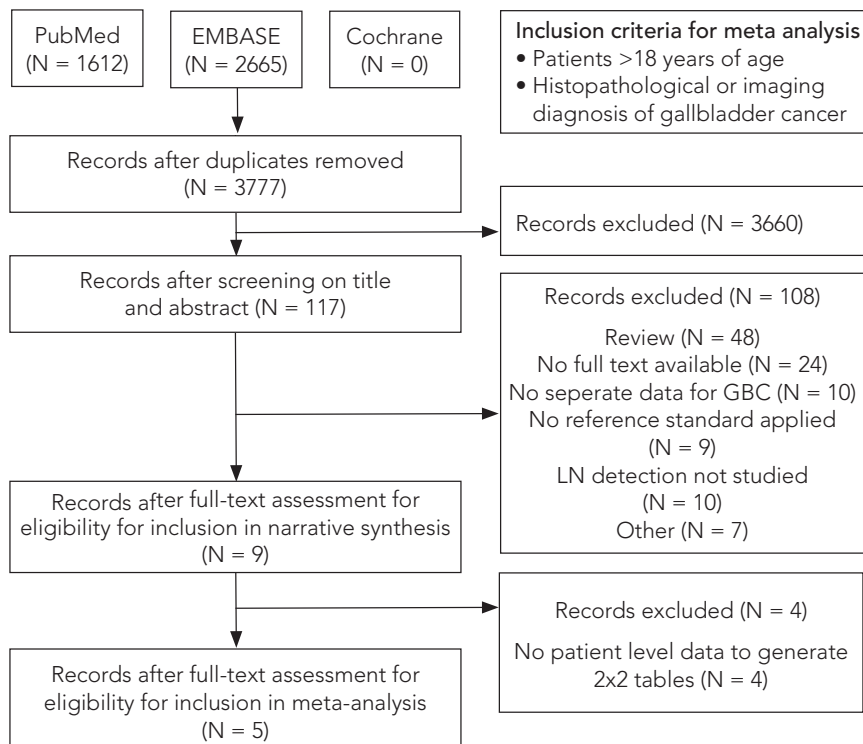 PubMed
(N = 1612)
EMBASE
(N = 2665)
Cochrane
(N = 0)
Inclusion criteria for meta analysis
• Patients >18 years of age
• Histopathological or imaging
diagnosis of gallbladder cancer
Records after duplicates removed
(N = 3777)
Records excluded (N = 3660)
Records after screening on title
and abstract (N = 117)
Records excluded (N = 108)
Review (N = 48)
No full text available (N = 24)
No seperate data for GBC (N = 10)
No reference standard applied
(N = 9)
LN detection not studied
(N = 10)
Other (N = 7)
Records after full-text assessment for
eligibility for inclusion in narrative synthesis
(N = 9)
Records excluded (N = 4)
No patient level data to generate
2x2 tables (N = 4)
Records after full-text assessment for
eligibility for inclusion in meta-analysis
(N = 5)